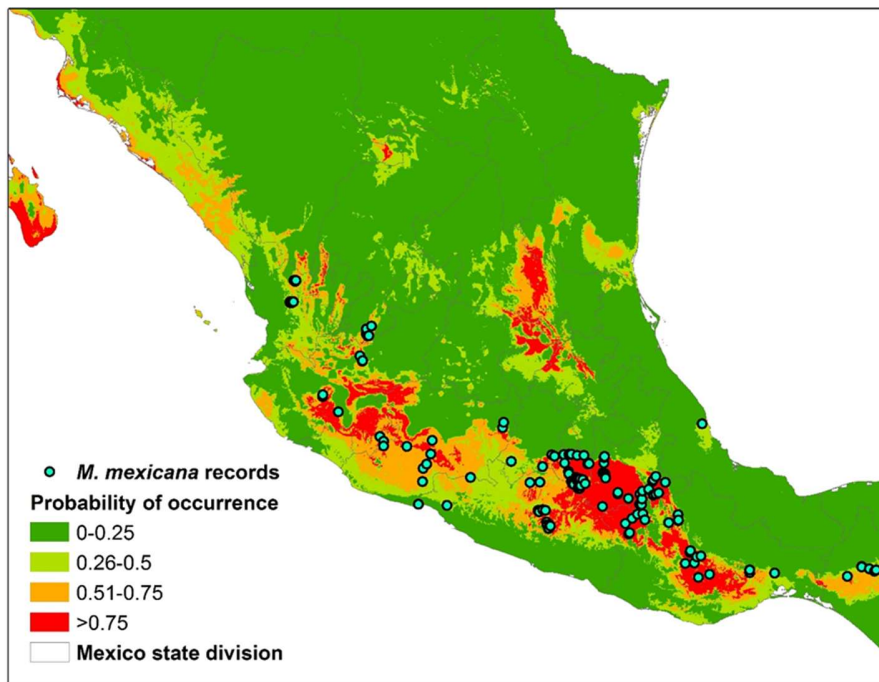 M. mexicana records
Probability of occurrence
0-0.25
0.26-0.5
0.51-0.75
>0.75
Mexico state division